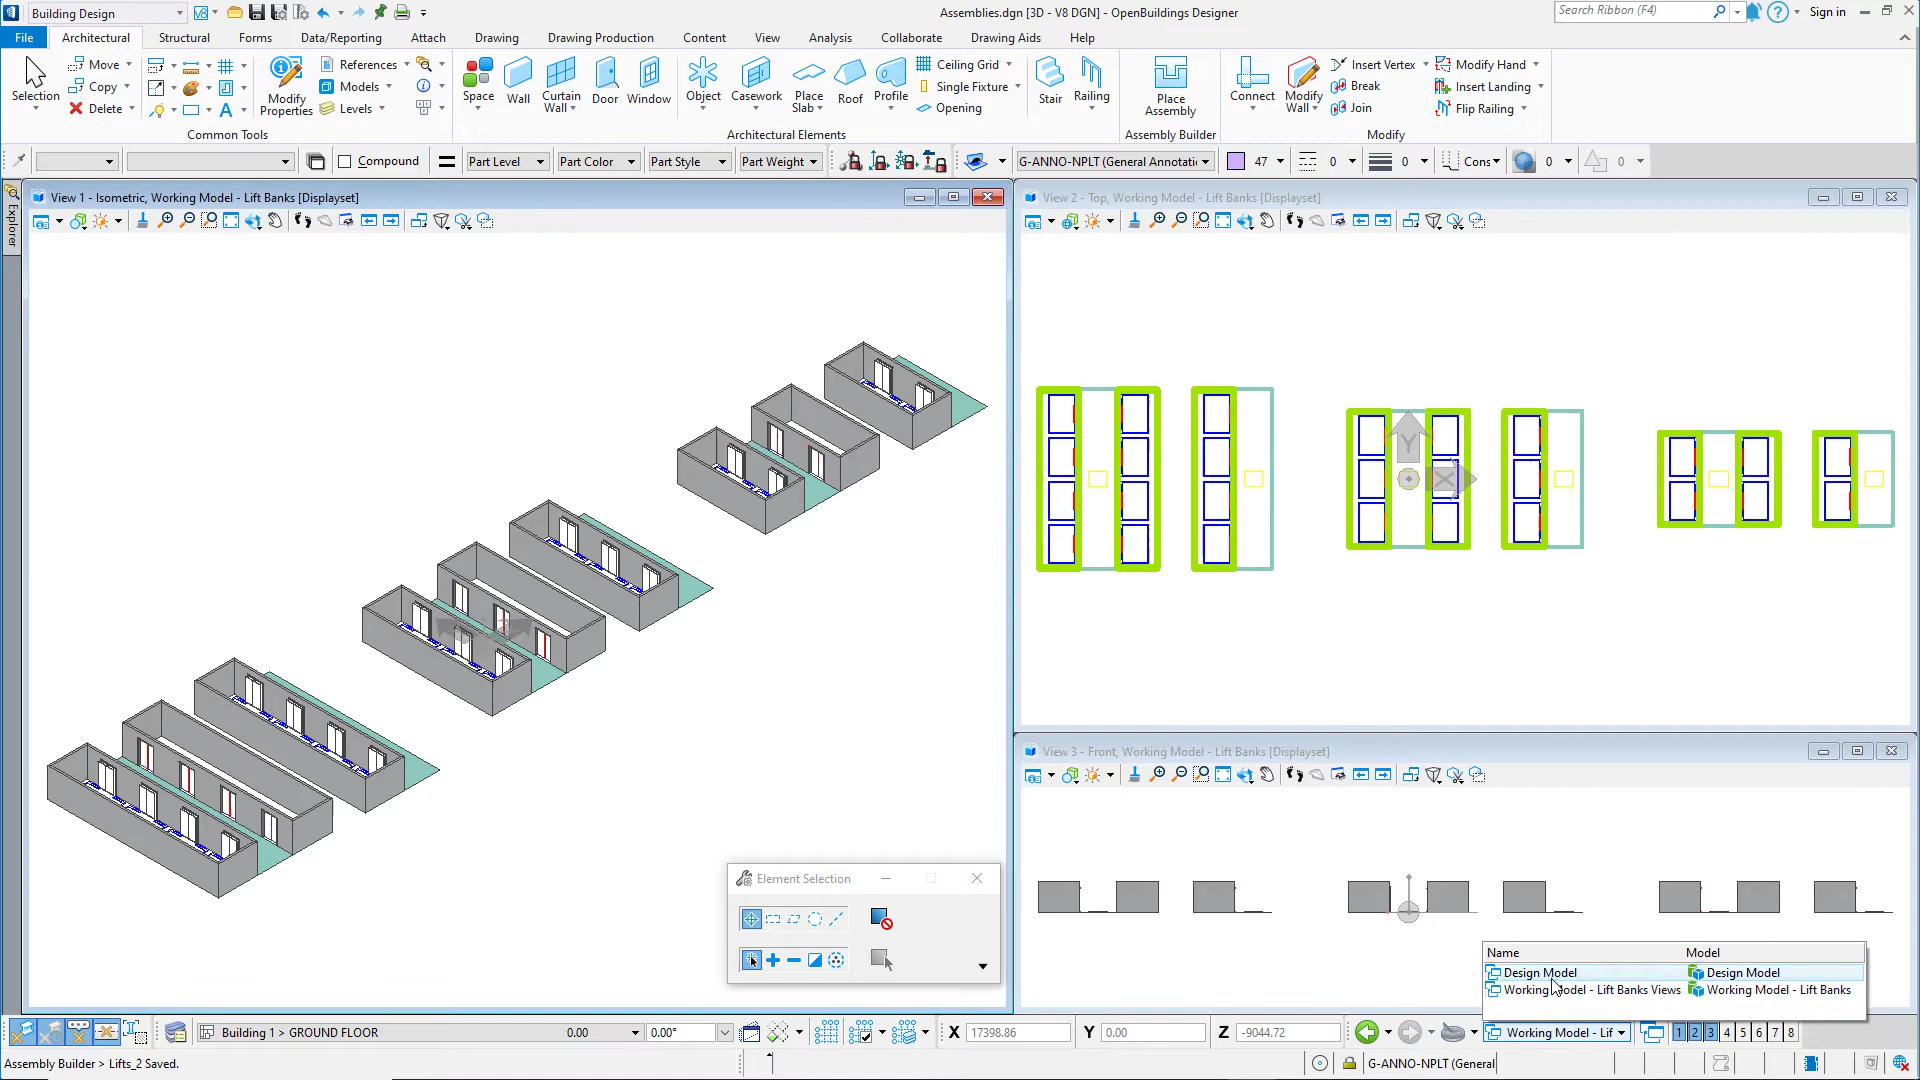 Building Design
Assemblies.dgn [3D - V8 DGN] - OpenBuildings Designer
Search Ribbon (F4)
Sign in
File
Architectural
Structural
Forms
Data/Reporting
Attach
Drawing
Drawing Production
Content
View
Analysis
Collaborate
Drawing Aids
Help
Selection
Move
Copy
Delete
Modify
Properties
References
Models
Levels
Common Tools
Space
Wall
Curtain
Wall
Door
Window
Object
Casework
Place
Slab
Roof
Profile
Ceiling Grid
Single Fixture
Opening
Architectural Elements
Stair
Railing
Place
Assembly
Assembly Builder
Connect
Modify
Wall
Insert Vertex
Break
Join
Modify Hand
Insert Landing
Flip Railing
Modify
Compound
Part Level
Part Color
Part Style
Part Weight
G-ANNO-NPLT (General Annotati
47
0
0
Cons
0
0
Explorer
View 1 - Isometric, Working Model - Lift Banks [Displayset]
View 2 - Top, Working Model - Lift Banks [Displayset]
Y
X
View 3 - Front, Working Model - Lift Banks [Displayset]
Element Selection
Name Model
Design Model Design Model
Working Model - Lift Banks Views Working Model - Lift Banks
Building 1 > GROUND FLOOR 0.00
0.00°
X 17398.86
Y 0.00
Z -9044.72
Working Model - Lif
1 2 3 4 5 6 7 8
Assembly Builder > Lifts_2 Saved.
G-ANNO-NPLT (General